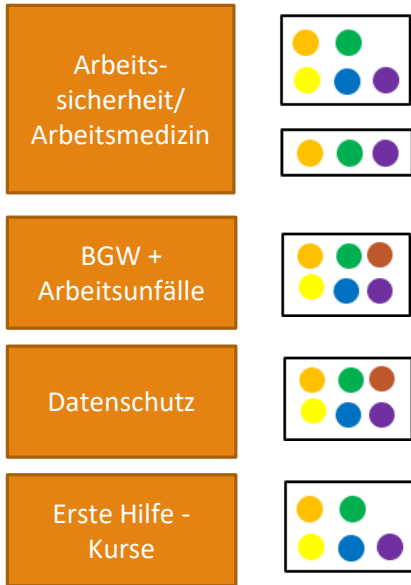 Arbeits-
sicherheit/
Arbeitsmedizin
BGW +
Arbeitsunfälle
Datenschutz
Erste Hilfe -
Kurse